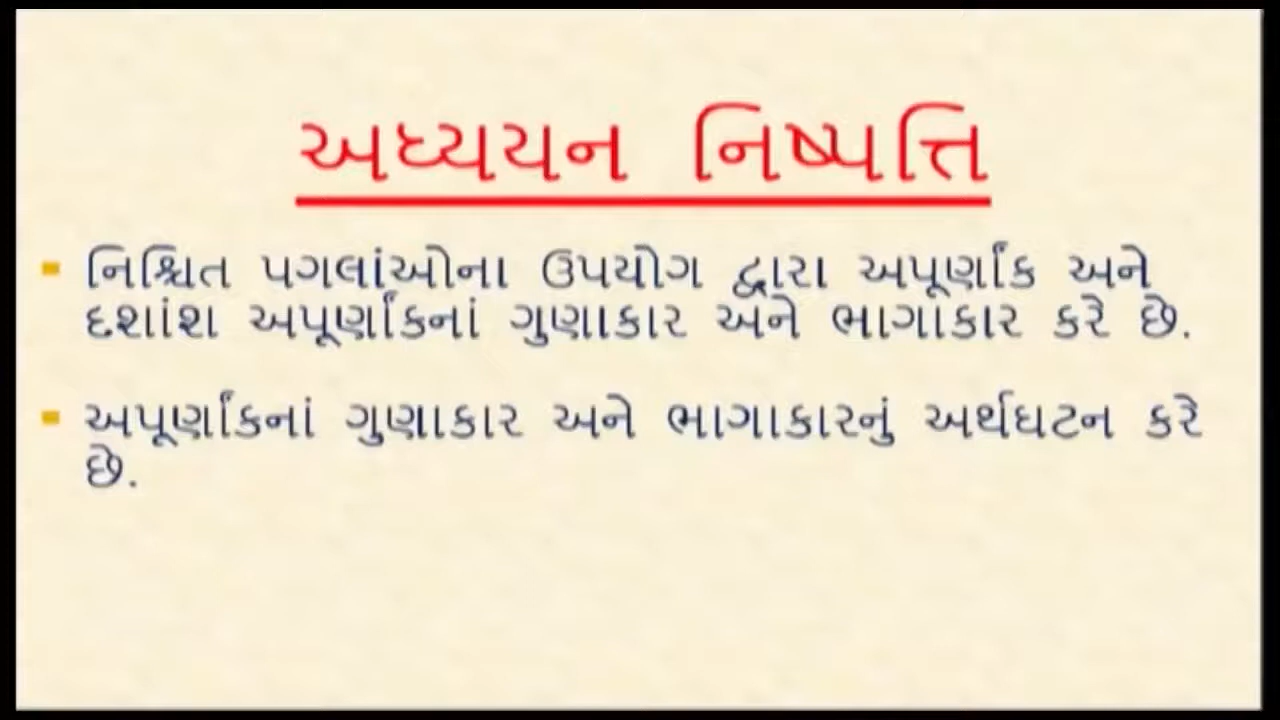 અધ્યયન નિષ્પત્તિ
નિશ્ચિત પગલાંઓના ઉપયોગ દ્વારા અપૂર્ણાંક અને
દશાંશ અપૂર્ણાંકનાં ગુણાકાર અને ભાગાકાર કરે છે.
અપૂર્ણાંકનાં ગુણાકાર અને ભાગાકારનું અર્થઘટન કરે
છે.